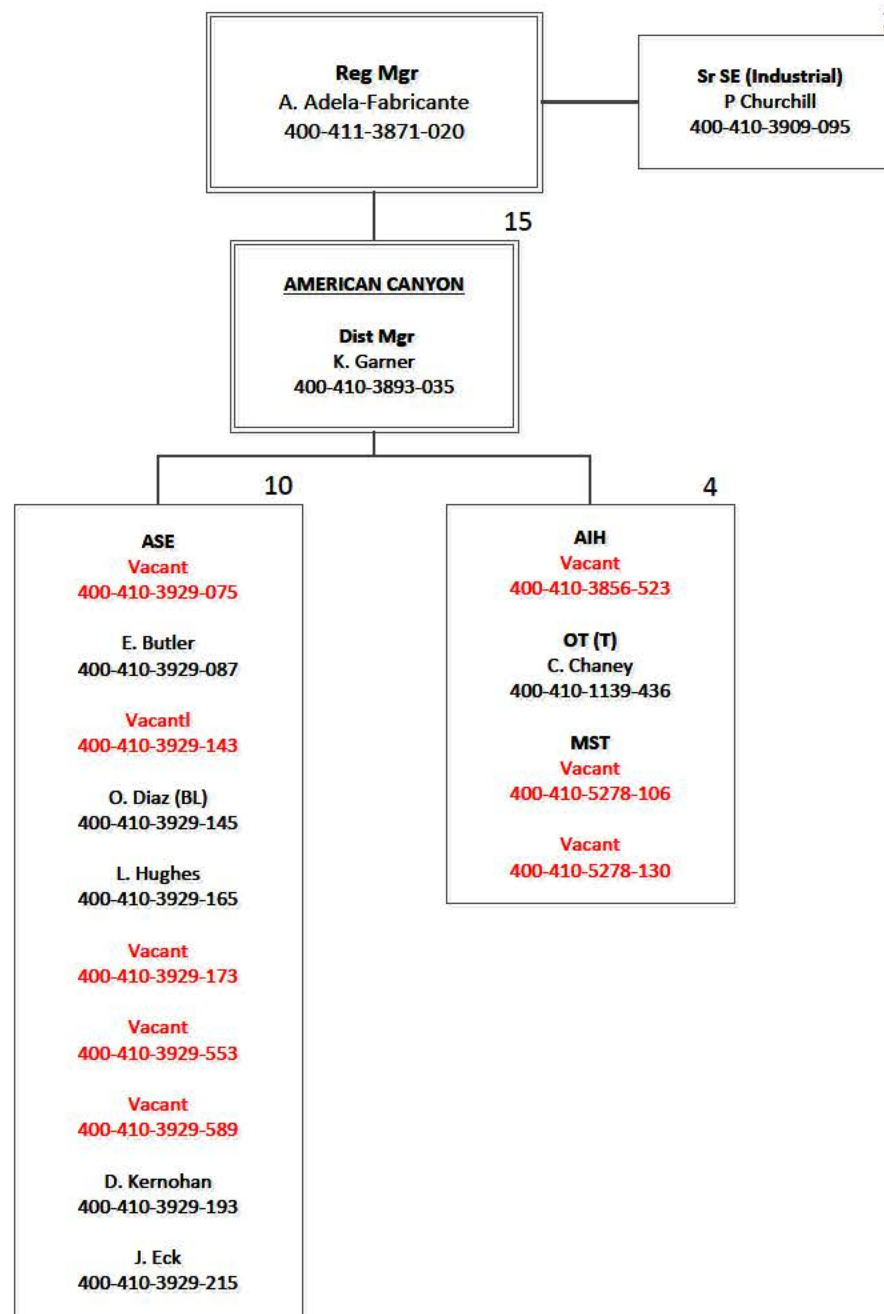 Reg Mgr
A. Adela-Fabricante
400-411-3871-020
Sr SE (Industrial)
P Churchill
400-410-3909-095
15
AMERICAN CANYON
Dist Mgr
K. Garner
400-410-3893-035
10
ASE
Vacant
400-410-3929-075
E. Butler
400-410-3929-087
Vacantl
400-410-3929-143
O. Diaz (BL)
400-410-3929-145
L. Hughes
400-410-3929-165
Vacant
400-410-3929-173
Vacant
400-410-3929-553
Vacant
400-410-3929-589
D. Kernohan
400-410-3929-193
J. Eck
400-410-3929-215
4
AIH
Vacant
400-410-3856-523
OT (T)
C. Chaney
400-410-1139-436
MST
Vacant
400-410-5278-106
Vacant
400-410-5278-130